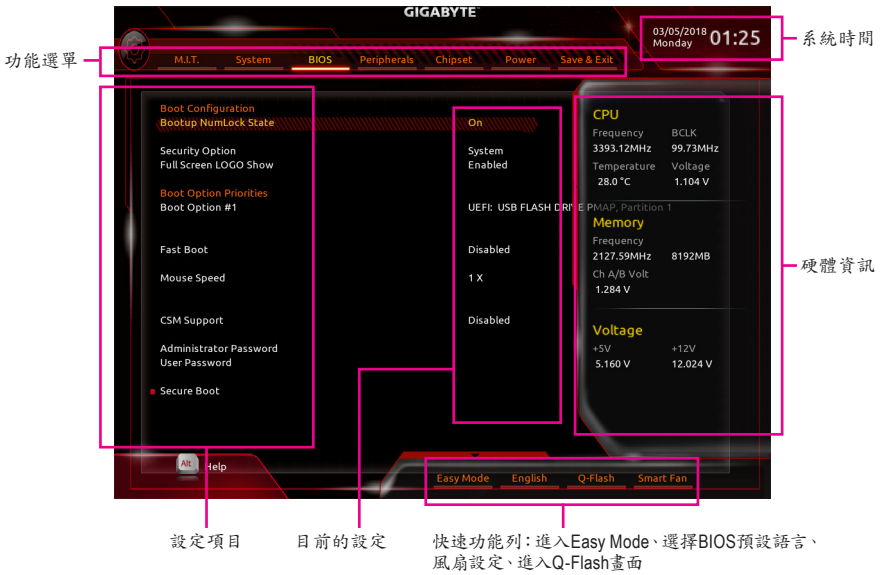 GIGABYTE
03/05/2018
Monday
01:25
系統時間
功能選單
M.I.T. System BIOS Peripherals Chipset Power Save & Exit
Boot Configuration
Bootup NumLock State On
Security Option System
Full Screen LOGO Show Enabled
Boot Option Priorities
Boot Option #1 UEFI: USB FLASH DRIVE PMAP, Partition 1
Fast Boot Disabled
Mouse Speed 1 X
CSM Support Disabled
Administrator Password
User Password
Secure Boot
CPU
Frequency BCLK
3393.12MHz 99.73MHz
Temperature Voltage
28.0 °C 1.104 V
Memory
Frequency
2127.59MHz 8192MB
Ch A/B Volt
1.284 V
Voltage
+5V +12V
5.160 V 12.024 V
硬體資訊
Alt Help
Easy Mode English Q-Flash Smart Fan
設定項目
目前的設定
快速功能列：進入Easy Mode、選擇BIOS預設語言、
風扇設定、進入Q-Flash畫面